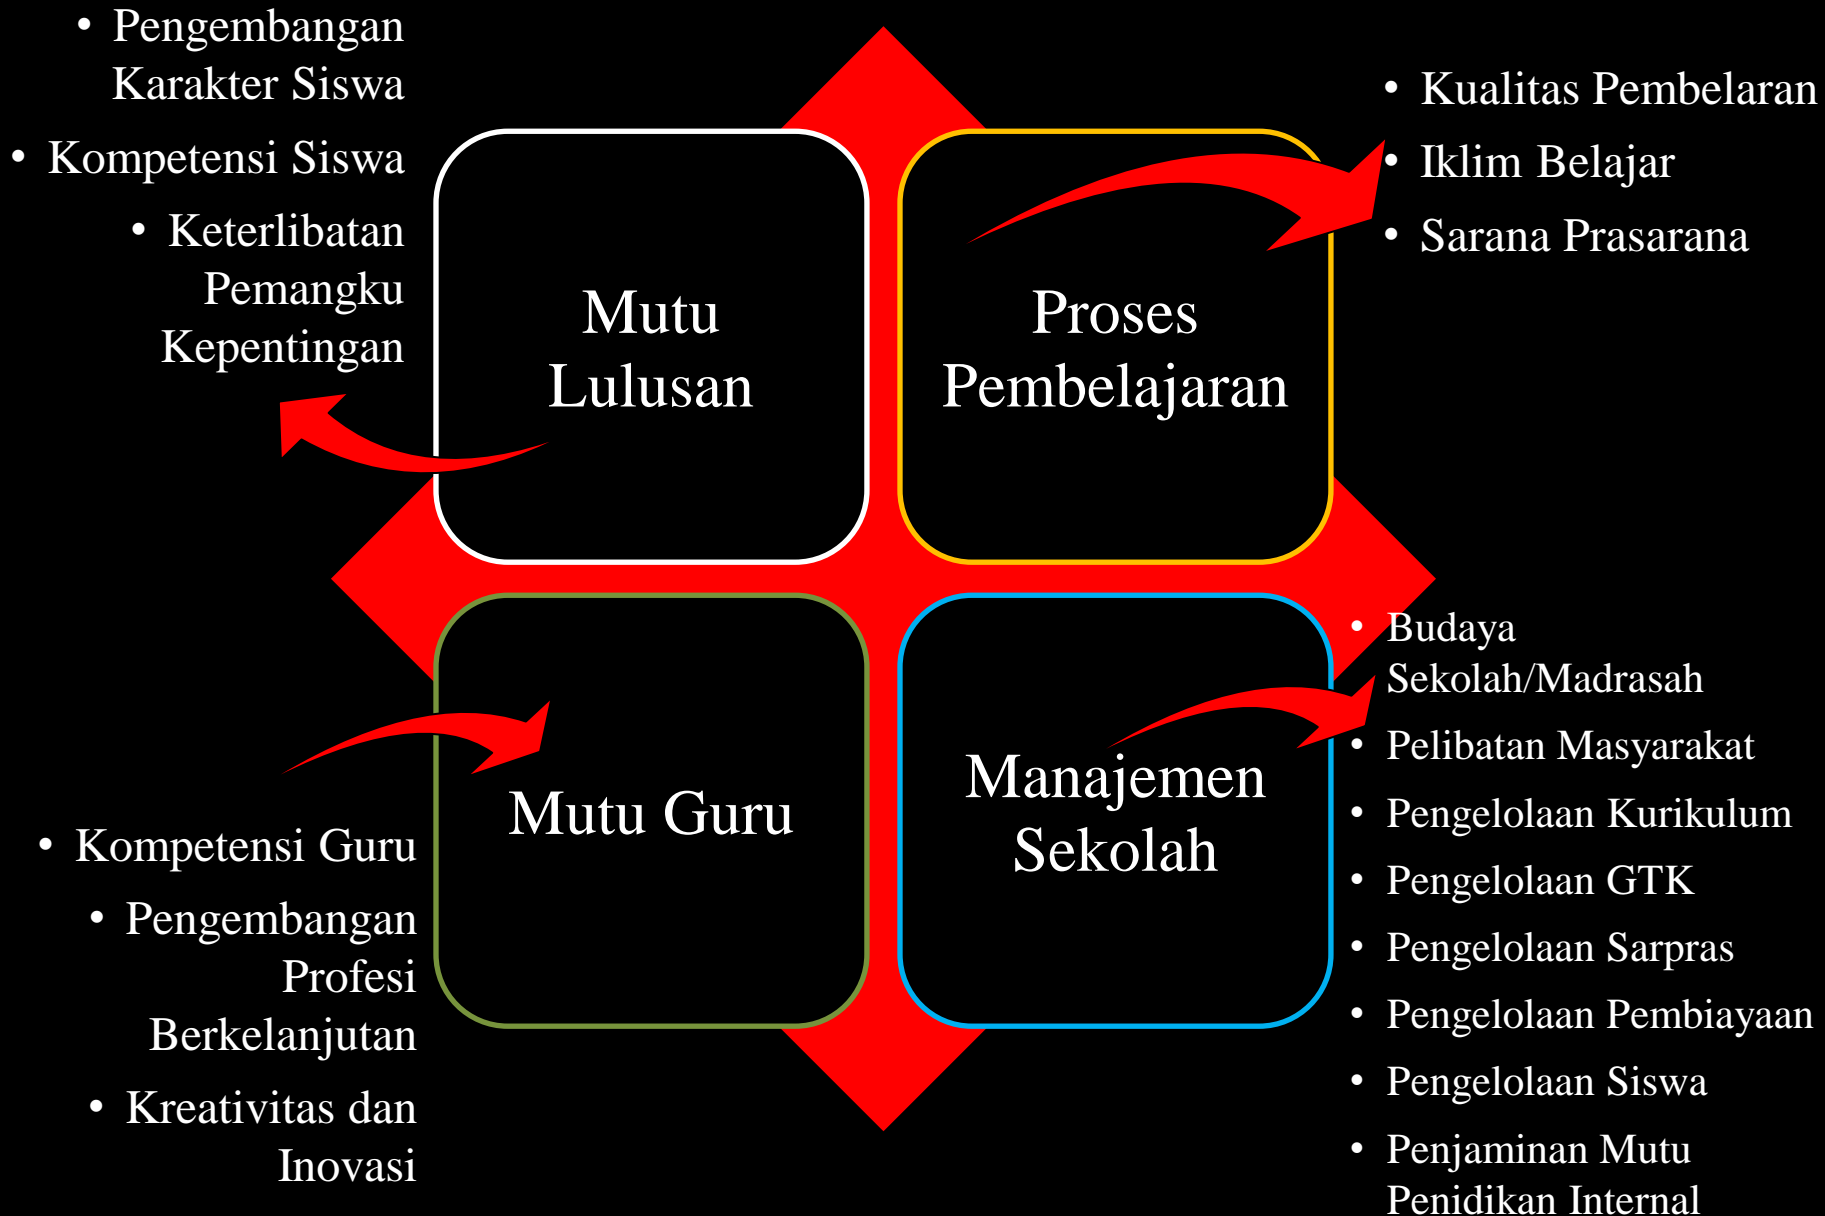 • Pengembangan
Karakter Siswa
• Kompetensi Siswa
• Keterlibatan
Pemangku
Kepentingan
Mutu
Lulusan
Proses
Pembelajaran
• Kualitas Pembelaran
• Iklim Belajar
• Sarana Prasarana
Mutu Guru
• Kompetensi Guru
• Pengembangan
Profesi
Berkelanjutan
• Kreativitas dan
Inovasi
Manajemen
Sekolah
• Budaya
Sekolah/Madrasah
• Pelibatan Masyarakat
• Pengelolaan Kurikulum
• Pengelolaan GTK
• Pengelolaan Sarpras
• Pengelolaan Pembiayaan
• Pengelolaan Siswa
• Penjaminan Mutu
Penidikan Internal